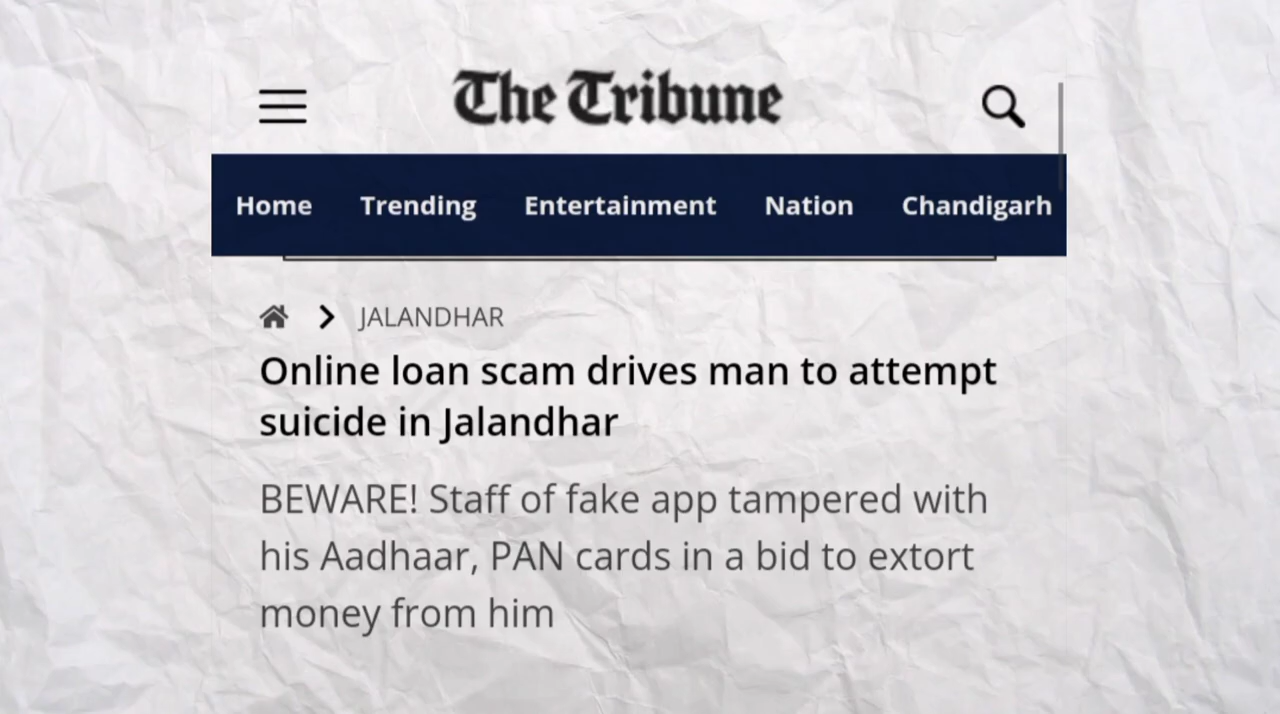 The Tribune
Home Trending Entertainment Nation Chandigarh
JALANDHAR
Online loan scam drives man to attempt
suicide in Jalandhar
BEWARE! Staff of fake app tampered with
his Aadhaar, PAN cards in a bid to extort
money from him